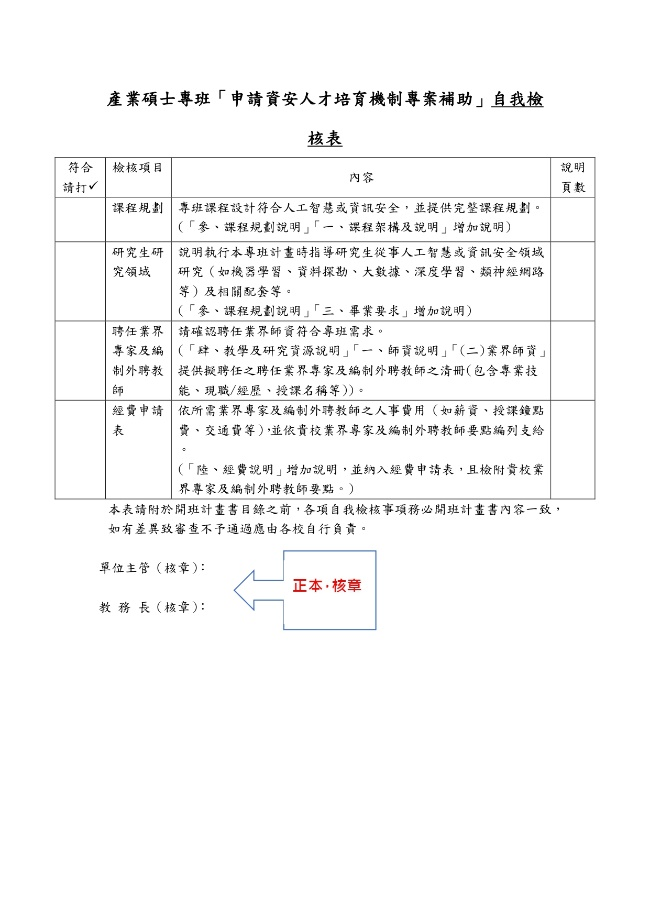 產業碩士專班「申請資安人才培育機制專案補助」自我檢
核表
符合
請打✓
檢核項目
內容
說明
頁數
課程規劃
專班課程設計符合人工智慧或資訊安全，並提供完整課程規劃。
(「參、課程規劃說明」「一、課程架構及說明」增加說明)
研究生研
究領域
說明執行本專班計畫時指導研究生從事人工智慧或資訊安全領域
研究（如機器學習、資料探勘、大數據、深度學習、類神經網路
等）及相關配套等。
(「參、課程規劃說明」「三、畢業要求」增加說明)
聘任業界
專家及編
制外聘教
師
請確認聘任業界師資符合專班需求。
(「肆、教學及研究資源說明」「一、師資說明」「(二)業界師資」
提供擬聘任之聘任業界專家及編制外聘教師之清冊(包含專業技
能、現職/經歷、授課名稱等))。
經費申請
表
依所需業界專家及編制外聘教師之人事費用（如薪資、授課鐘點
費、交通費等），並依貴校業界專家及編制外聘教師要點編列支給
。
(「陸、經費說明」增加說明，並納入經費申請表，且檢附貴校業
界專家及編制外聘教師要點。)
本表請附於開班計畫書目錄之前，各項自我檢核事項務必開班計畫書內容一致，
如有差異致審查不予通過應由各校自行負責。
單位主管（核章）：
正本‧核章
教 務 長（核章）：